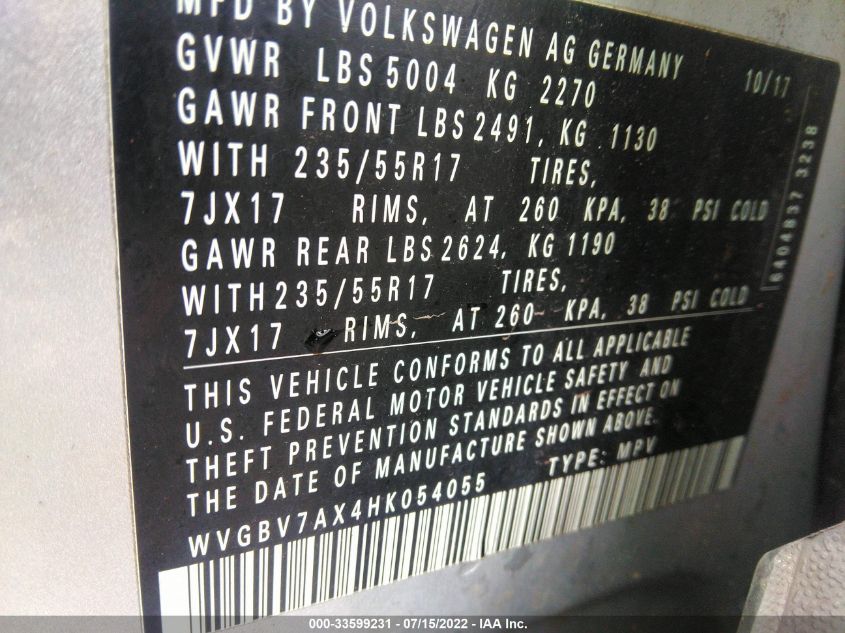 MFD BY VOLKSWAGEN AG GERMANY 10/17
GVWR LBS 5004 KG 2270
GAWR FRONT LBS 2491, KG 1130
WITH 235/55R17 TIRES,
7JX17 RIMS, AT 260 KPA, 38 PSI COLD
GAWR REAR LBS 2624, KG 1190
WITH 235/55R17 TIRES,
7JX17 RIMS, AT 260 KPA, 38 PSI COLD
THIS VEHICLE CONFORMS TO ALL APPLICABLE
U.S. FEDERAL MOTOR VEHICLE SAFETY AND
THEFT PREVENTION STANDARDS IN EFFECT ON
THE DATE OF MANUFACTURE SHOWN ABOVE.
WVGBV7AX4HK054055 TYPE: MPV
3238
000-33599231 - 07/15/2022 - IAA Inc.